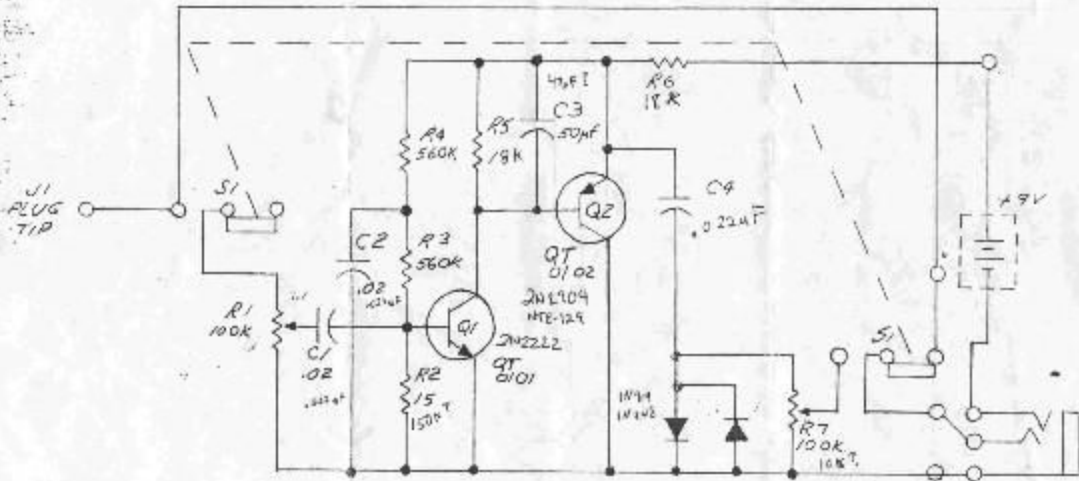 J1
PLUG
TIP
S1
R1
100K
C1
.02
C2
.02
R4
560K
R3
560K
R2
15
150K?
R5
18K
C3
50µF
Q1
2N2222
QT
0101
Q2
QT
0102
NTE-129
R6
18K
C4
.022µF
R7
100K
S1
+9V